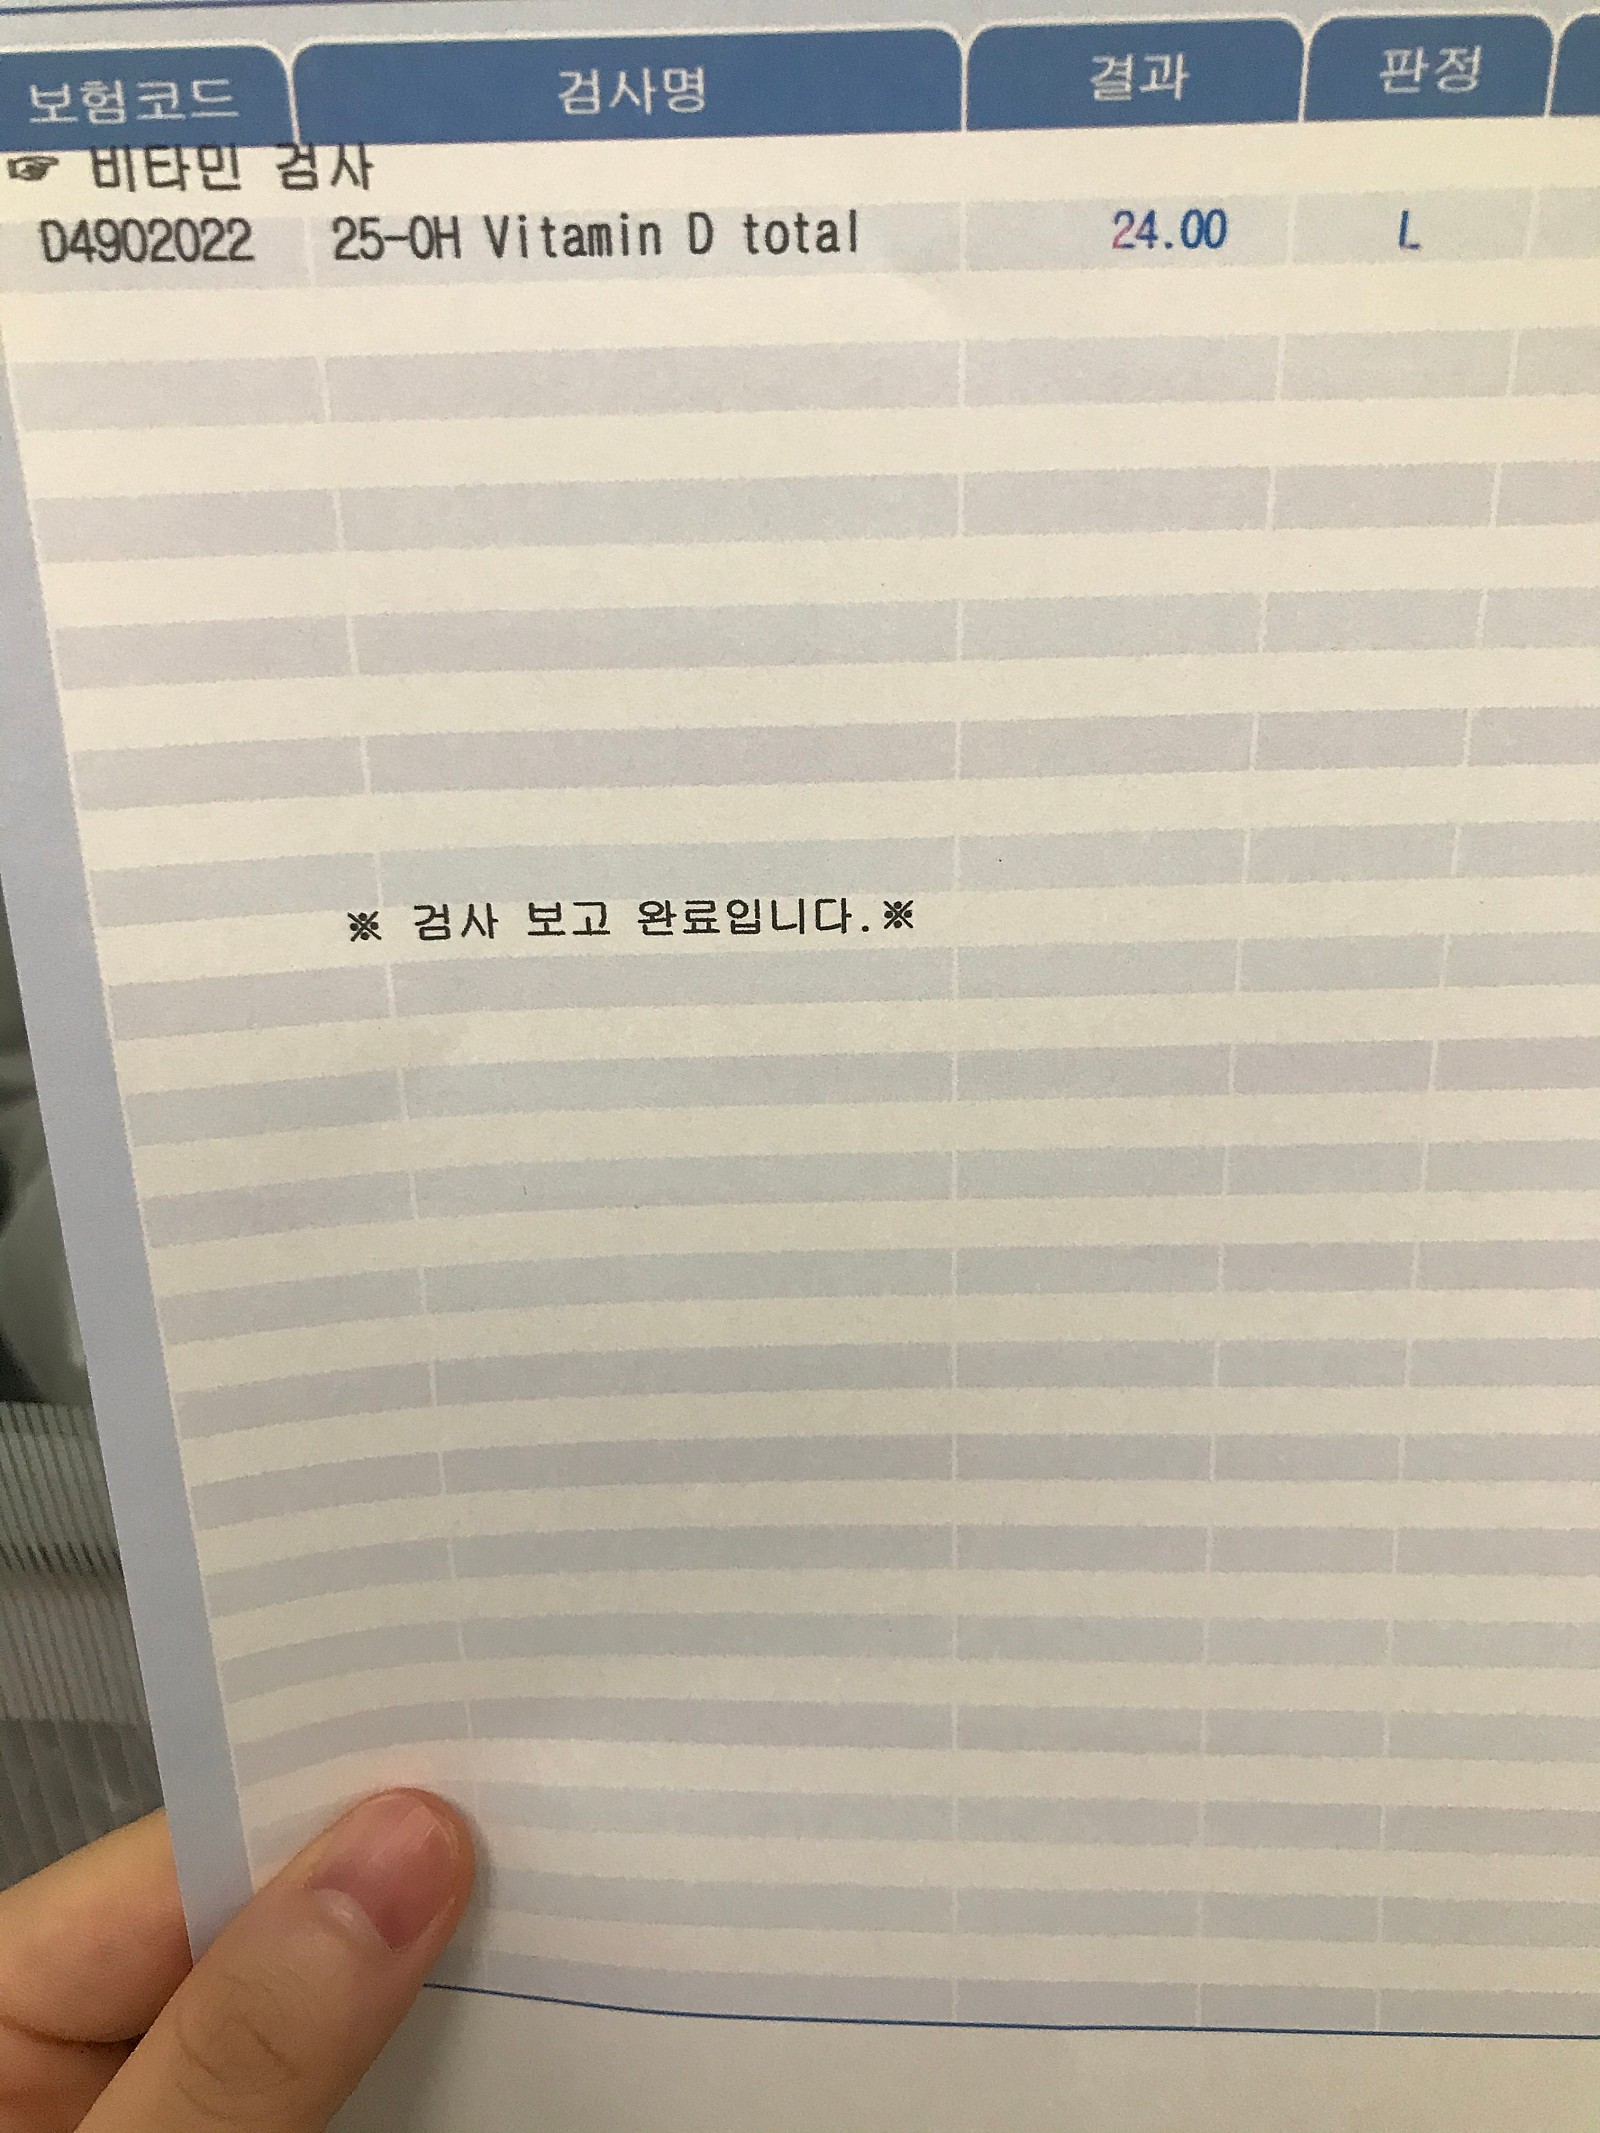 보험코드 검사명 결과 판정
☞ 비타민 검사
D4902022 25-OH Vitamin D total 24.00 L
※ 검사 보고 완료입니다.※